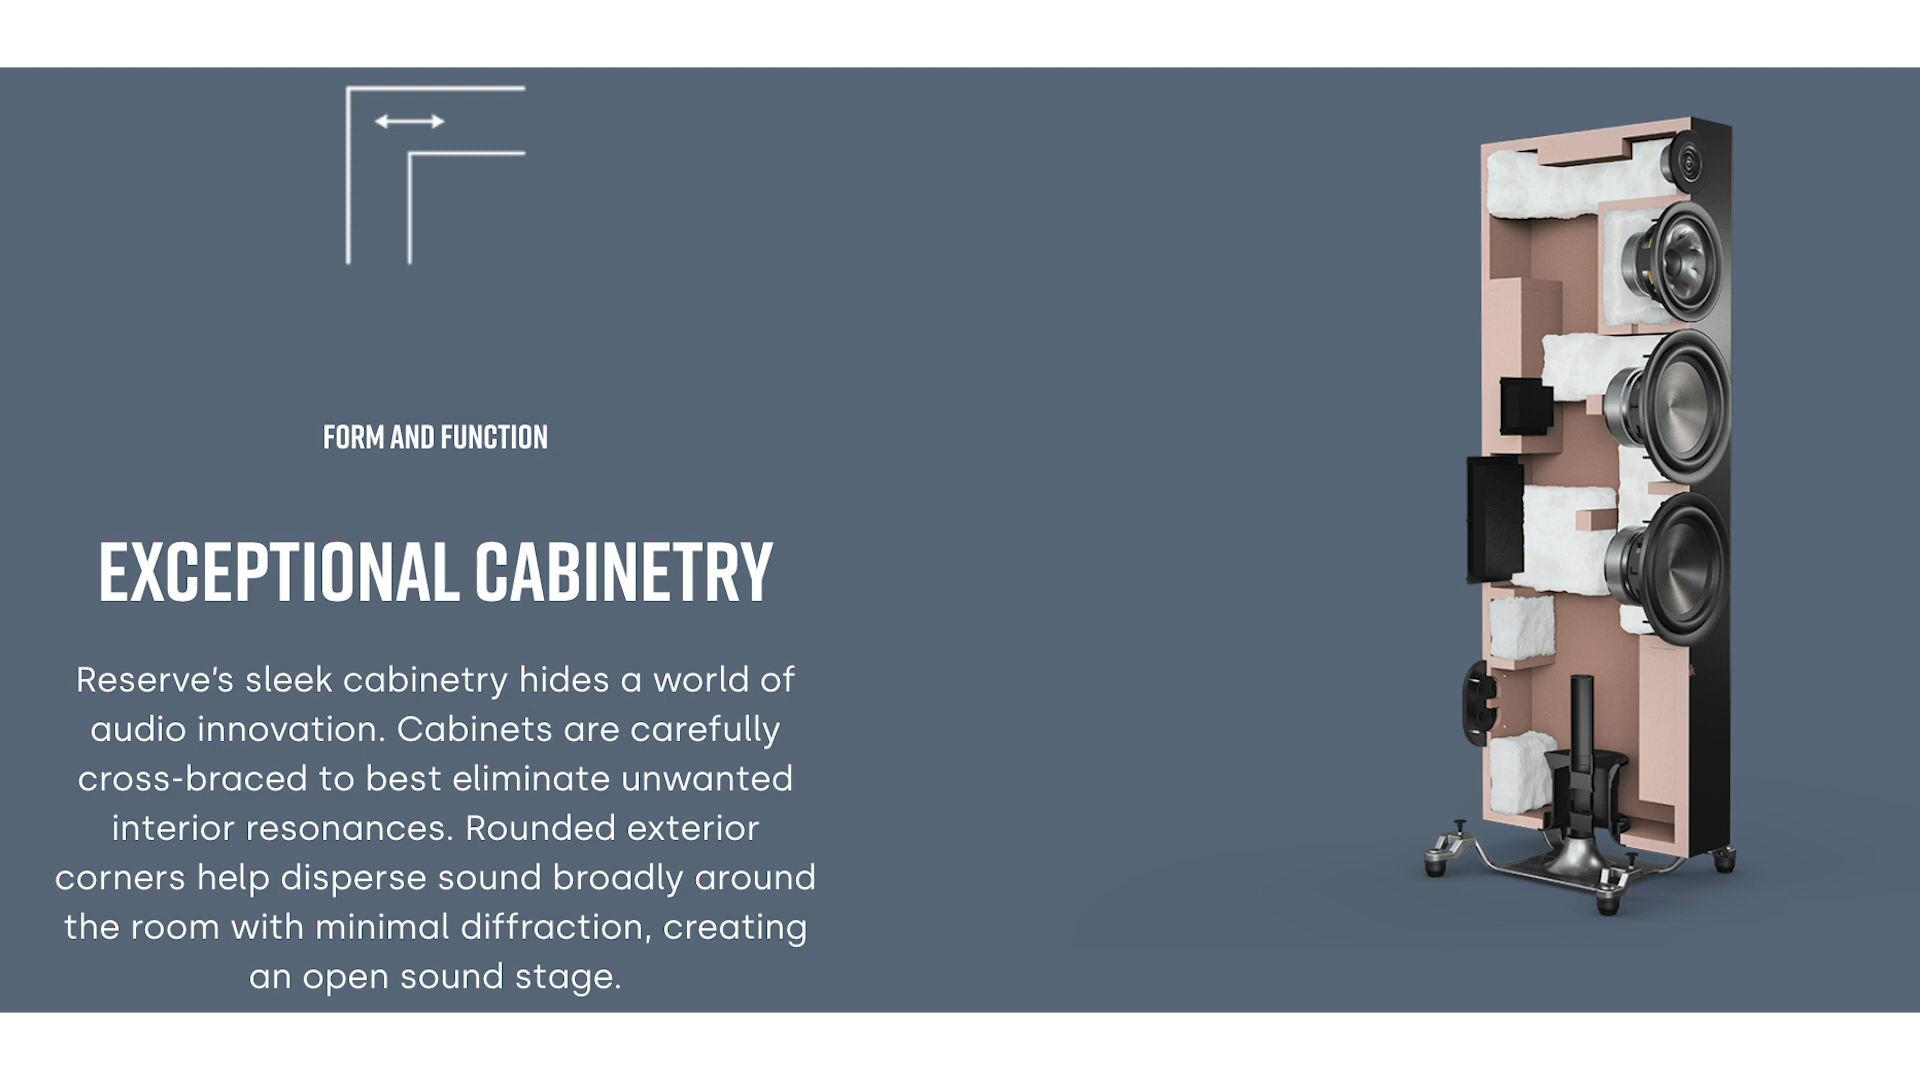 FORM AND FUNCTION
EXCEPTIONAL CABINETRY
Reserve's sleek cabinetry hides a world of
audio innovation. Cabinets are carefully
cross-braced to best eliminate unwanted
interior resonances. Rounded exterior
corners help disperse sound broadly around
the room with minimal diffraction, creating
an open sound stage.